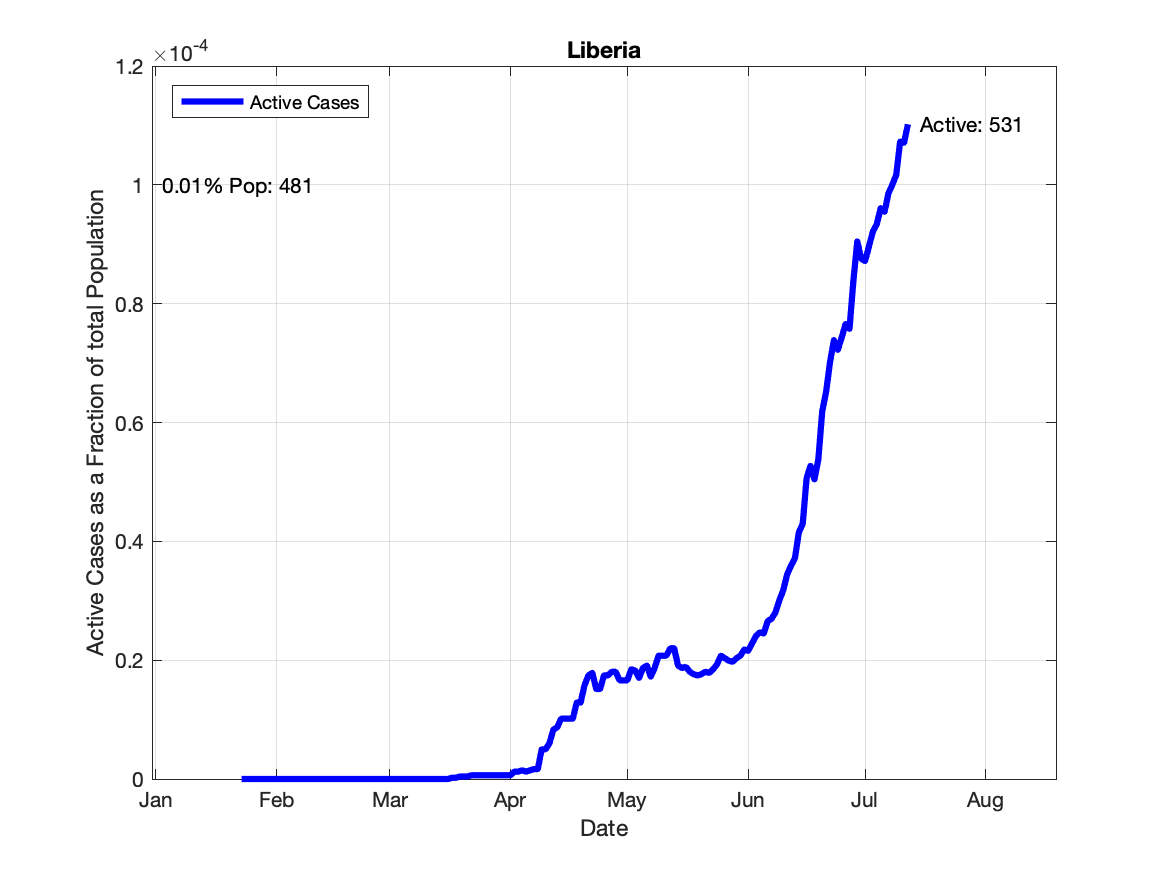 Liberia
×10-4
1.2
1
0.8
0.6
0.4
0.2
0
Active Cases
0.01% Pop: 481
Active: 531
Active Cases as a Fraction of total Population
Jan Feb Mar Apr May Jun Jul Aug
Date